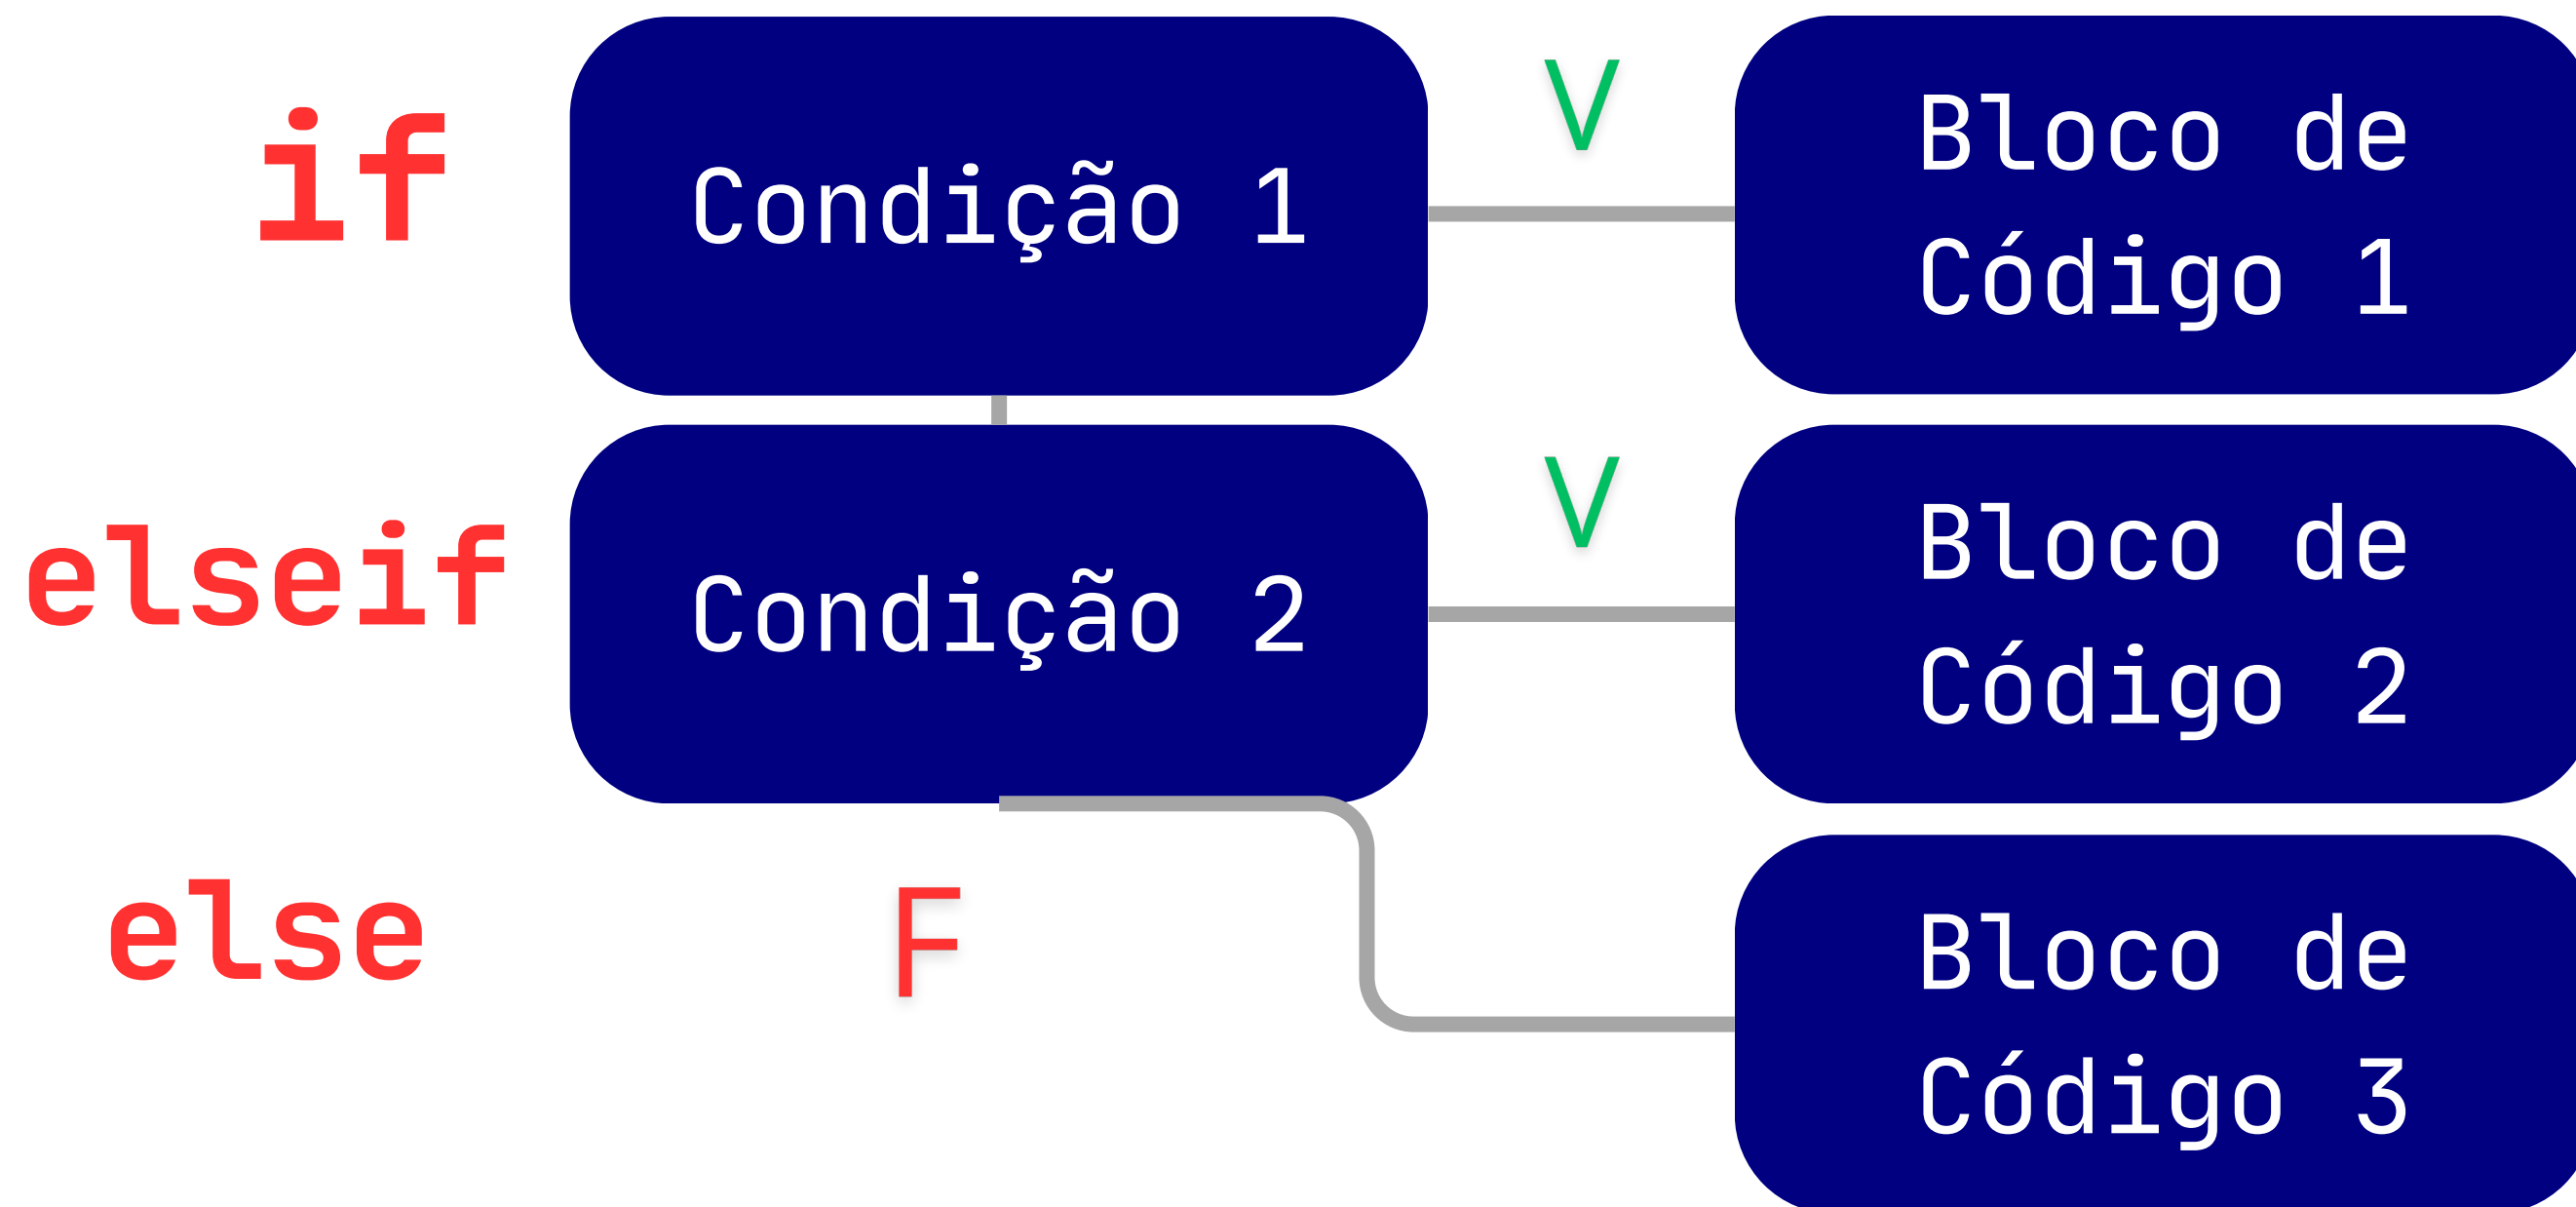 if
Condição 1
V
Bloco de
Código 1
elseif
Condição 2
V
Bloco de
Código 2
else
F
Bloco de
Código 3